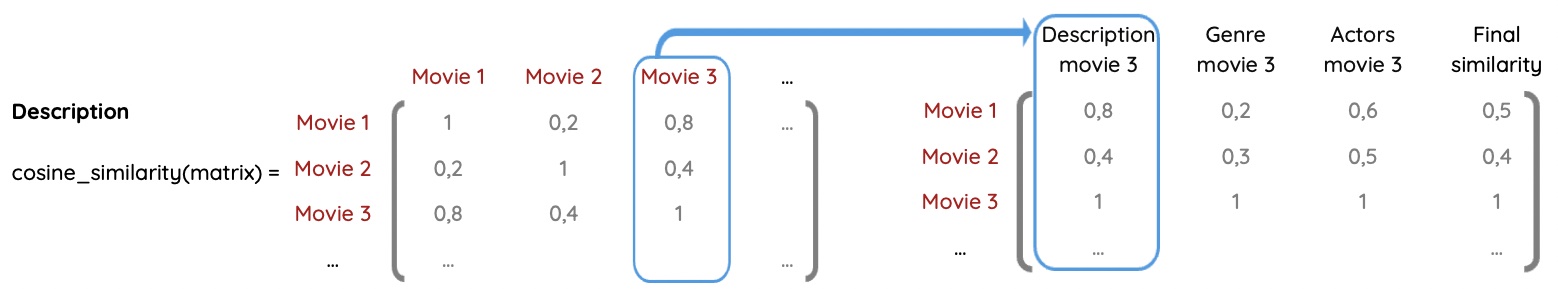 Description
cosine_similarity(matrix) =
Movie 1 Movie 2 Movie 3 ...
Movie 1 1 0,2 0,8 ...
Movie 2 0,2 1 0,4
Movie 3 0,8 0,4 1
... ... ...
Description movie 3 Genre movie 3 Actors movie 3 Final similarity
Movie 1 0,8 0,2 0,6 0,5
Movie 2 0,4 0,3 0,5 0,4
Movie 3 1 1 1 1
... ... ...